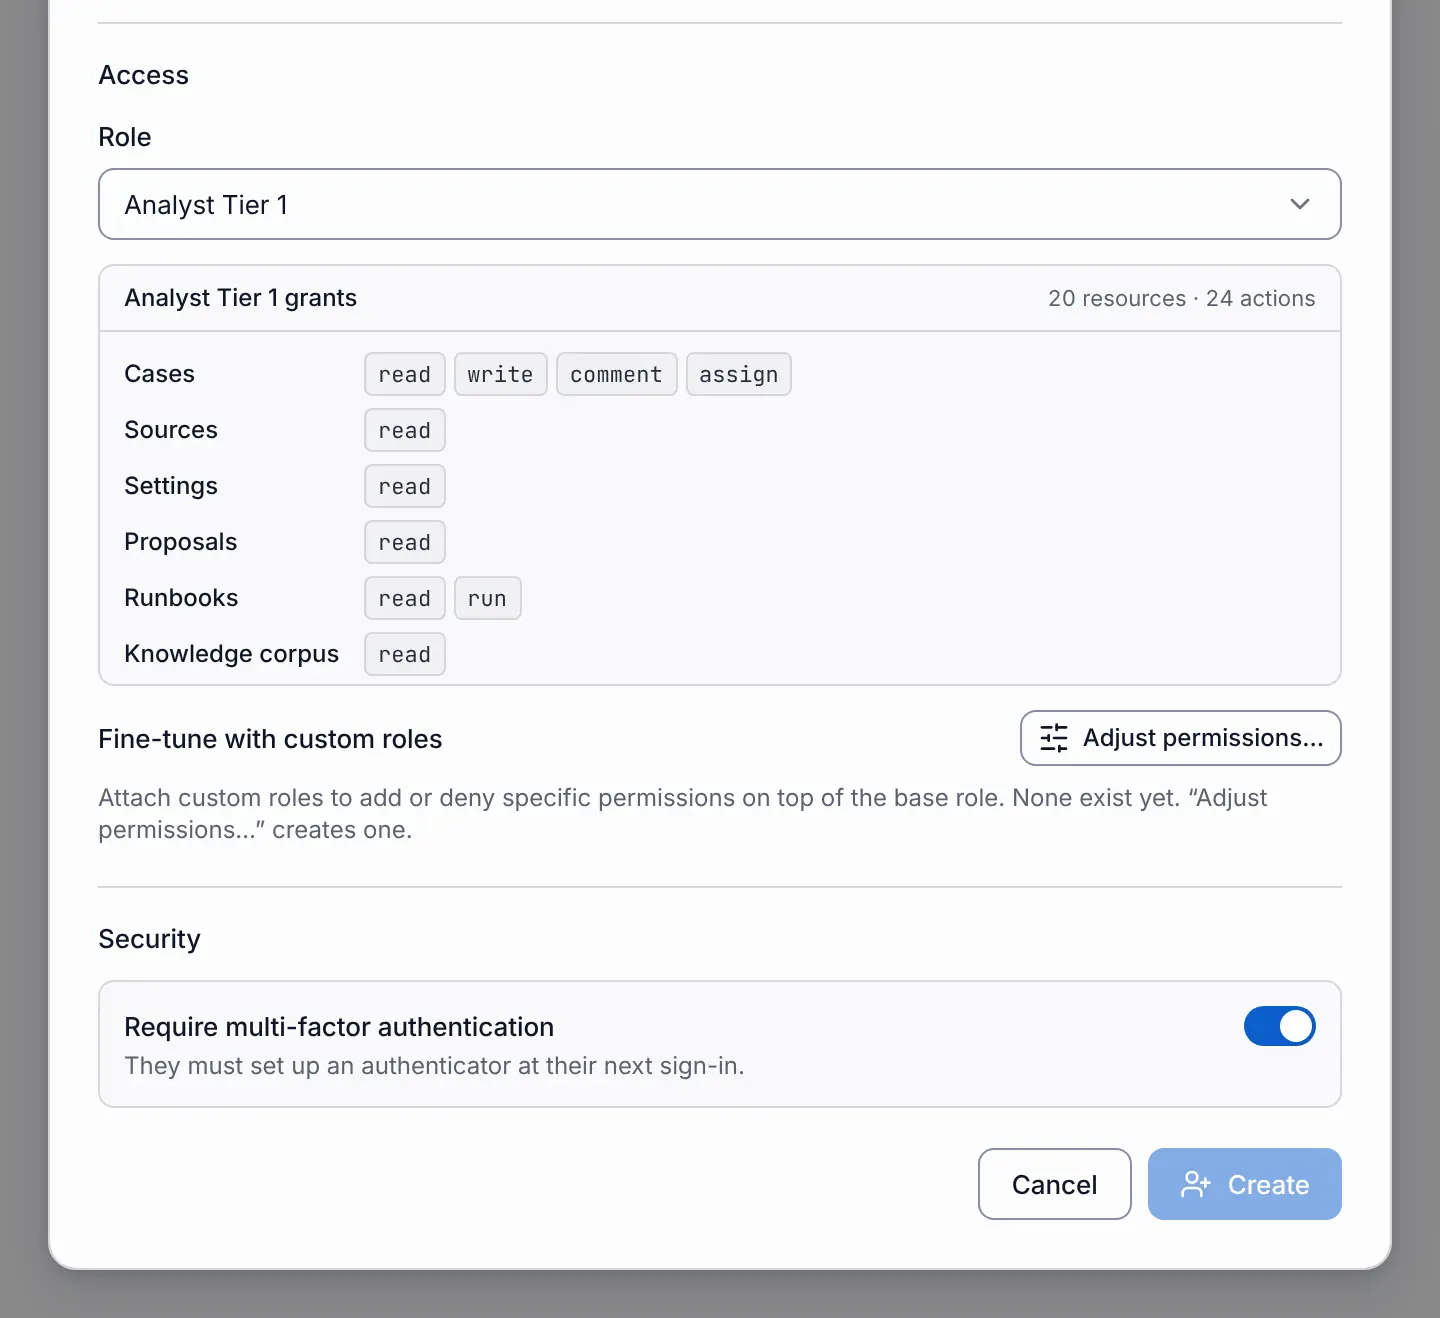 Access
Role
Analyst Tier 1
Analyst Tier 1 grants 20 resources · 24 actions
Cases read write comment assign
Sources read
Settings read
Proposals read
Runbooks read run
Knowledge corpus read
Fine-tune with custom roles Adjust permissions...
Attach custom roles to add or deny specific permissions on top of the base role. None exist yet. “Adjust
permissions...” creates one.
Security
Require multi-factor authentication
They must set up an authenticator at their next sign-in.
Cancel Create